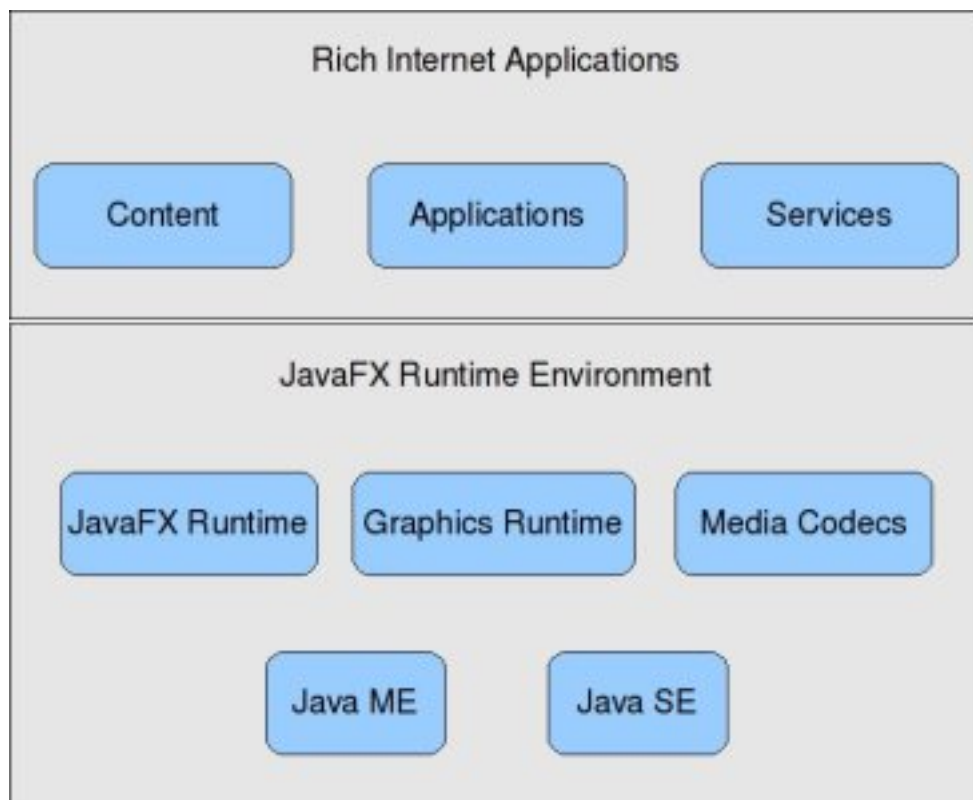 Rich Internet Applications
Content
Applications
Services
JavaFX Runtime Environment
JavaFX Runtime
Graphics Runtime
Media Codecs
Java ME
Java SE